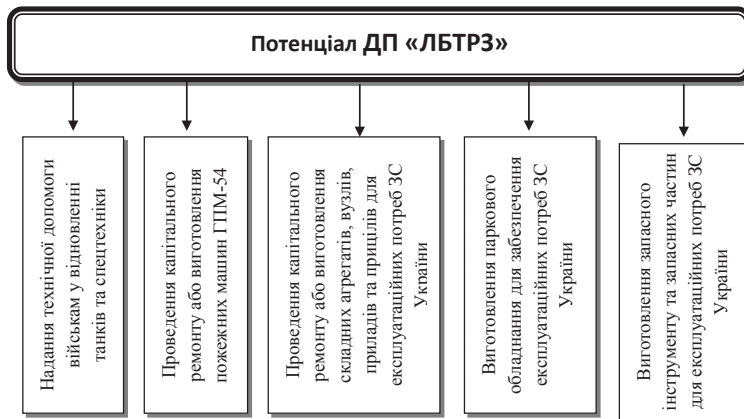 Потенціал ДП «ЛБТРЗ»
Надання технічної допомоги
військам у відновленні
танків та спецтехніки
Проведення капітального
ремонту або виготовлення
пожежних машин ГПМ-54
Проведення капітального
ремонту або виготовлення
складних агрегатів, вузлів,
приладів та прицілів для
експлуатаційних потреб ЗС
України
Виготовлення паркового
обладнання для забезпечення
експлуатаційних потреб ЗС
України
Виготовлення запасного
інструменту та запасних частин
для експлуатаційних потреб ЗС
України